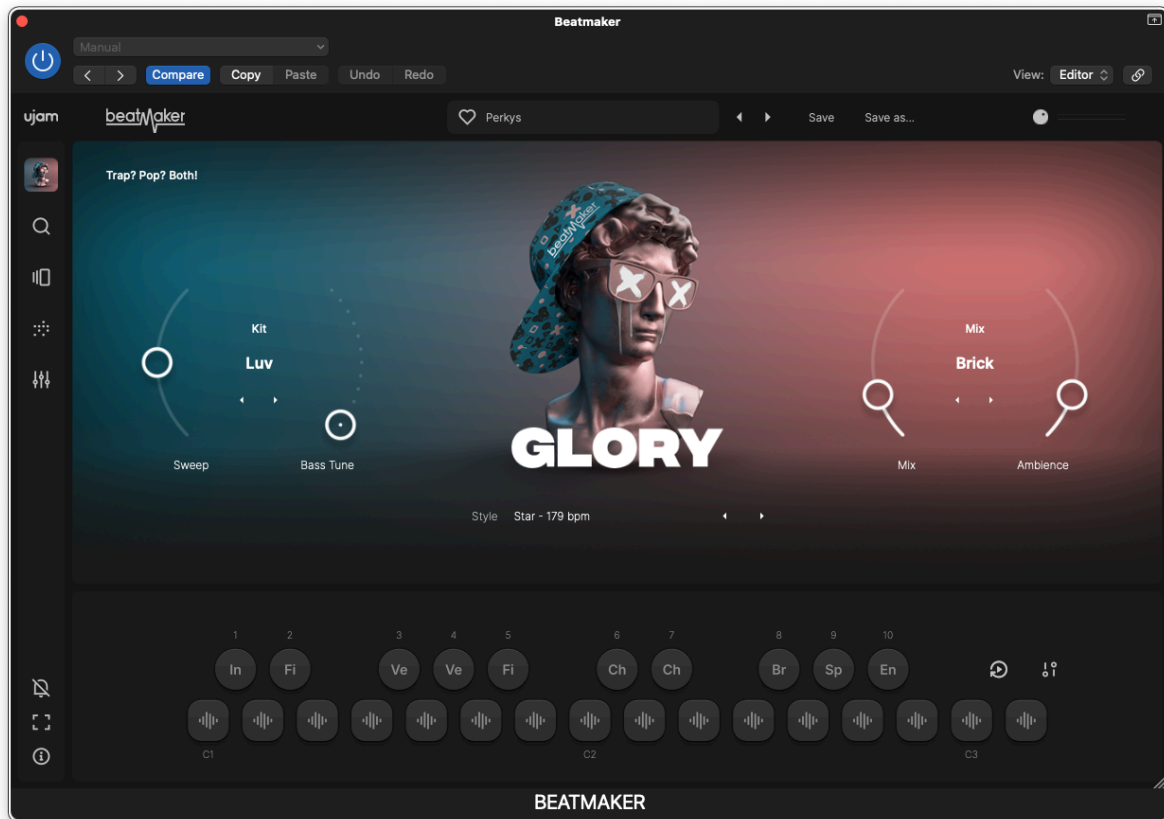 Beatmaker
Manual
Compare Copy Paste Undo Redo View: Editor
ujam beatMaker Perkys Save Save as...
Trap? Pop? Both!
beatMaker
Kit
Luv
Mix
Brick
Sweep Bass Tune
GLORY
Mix Ambience
Style Star - 179 bpm
1 2 3 4 5 6 7 8 9 10
In Fi Ve Ve Fi Ch Ch Br Sp En
C1 C2 C3
BEATMAKER